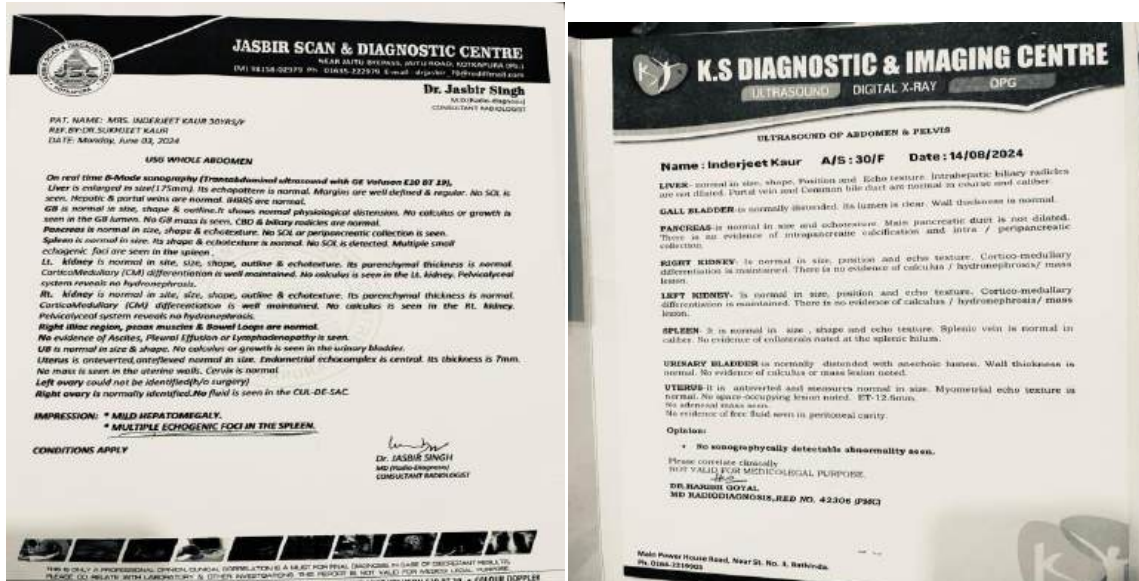 JASBIR SCAN & DIAGNOSTIC CENTRE
Dr. Jasbir Singh
CONSULTANT RADIOLOGIST
PAT. NAME: MRS. INDERJEET KAUR 30YRS/F
REF.BY:DR.SUKHJEET KAUR
DATE: Monday, June 03, 2024
USG WHOLE ABDOMEN
On real time B-Mode sonography (Transabdominal ultrasound with GE Voluson E10 BT 19),
Liver is enlarged in size(175mm). Its echopattern is normal. Margins are well defined & regular. No SOL is
seen. Hepatic & portal veins are normal. IHBRS are normal.
GB is normal in size, shape & outline.It shows normal physiological distension. No calculus or growth is
seen in the GB lumen. No GB mass is seen. CBD & biliary radicles are normal.
Pancreas is normal in size, shape & echotexture. No SOL or peripancreatic collection is seen.
Spleen is normal in size. Its shape & echotexture is normal. No SOL is detected. Multiple small
echogenic foci are seen in the spleen.
Lt. kidney is normal in site, size, shape, outline & echotexture. Its parenchymal thickness is normal.
CorticoMedullary (CM) differentiation is well maintained. No calculus is seen in the Lt. kidney. Pelvicalyceal
system reveals no hydronephrosis.
Rt. kidney is normal in site, size, shape, outline & echotexture. Its parenchymal thickness is normal.
CorticoMedullary (CM) differentiation is well maintained. No calculus is seen in the Rt. kidney.
Pelvicalyceal system reveals no hydronephrosis.
Right iliac region, psoas muscles & Bowel Loops are normal.
No evidence of Ascites, Pleural Effusion or Lymphadenopathy is seen.
UB is normal in size & shape. No calculus or growth is seen in the urinary bladder.
Uterus is anteverted,anteflexed normal in size. Endometrial echocomplex is central. Its thickness is 7mm.
No mass is seen in the uterine walls. Cervix is normal
Left ovary could not be identified(h/o surgery)
Right ovary is normally identified.No fluid is seen in the CUL-DE-SAC.
IMPRESSION: * MILD HEPATOMEGALY.
* MULTIPLE ECHOGENIC FOCI IN THE SPLEEN.
CONDITIONS APPLY
Dr. JASBIR SINGH
MD (Radio-Diagnosis)
CONSULTANT RADIOLOGIST
K.S DIAGNOSTIC & IMAGING CENTRE
ULTRASOUND DIGITAL X-RAY OPG
ULTRASOUND OF ABDOMEN & PELVIS
Name : Inderjeet Kaur A/S : 30/F Date : 14/08/2024
LIVER- normal in size, shape, Position and Echo texture. Intrahepatic biliary radicles
are not dilated. Portal vein and Common bile duct are normal in course and caliber.
GALL BLADDER-is normally distended. Its lumen is clear. Wall thickness is normal.
PANCREAS-is normal in size and echotexture. Main pancreatic duct is not dilated.
There is no evidence of intrapancreatic calcification and intra / peripancreatic
collection.
RIGHT KIDNEY- Is normal in size, position and echo texture. Cortico-medullary
differentiation is maintained. There is no evidence of calculus / hydronephrosis/ mass
lesion.
LEFT KIDNEY- Is normal in size, position and echo texture. Cortico-medullary
differentiation is maintained. There is no evidence of calculus / hydronephrosis/ mass
lesion.
SPLEEN- It is normal in size , shape and echo texture. Splenic vein is normal in
caliber. No evidence of collaterals noted at the splenic hilum.
URINARY BLADDER-is normally distended with anechoic lumen. Wall thickness is
normal. No evidence of calculus or mass lesion noted.
UTERUS-It is anteverted and measures normal in size. Myometrial echo texture is
normal. No space-occupying lesion noted. ET-12.6mm.
No adnexal mass seen.
No evidence of free fluid seen in peritoneal cavity.
Opinion:
• No sonographically detectable abnormality seen.
Please correlate clinically
NOT VALID FOR MEDICOLEGAL PURPOSE.
DR.HARISH GOYAL
MD RADIODIAGNOSIS,RED NO. 42306 (PMC)
Main Power House Road, Near St. No. 3, Bathinda.